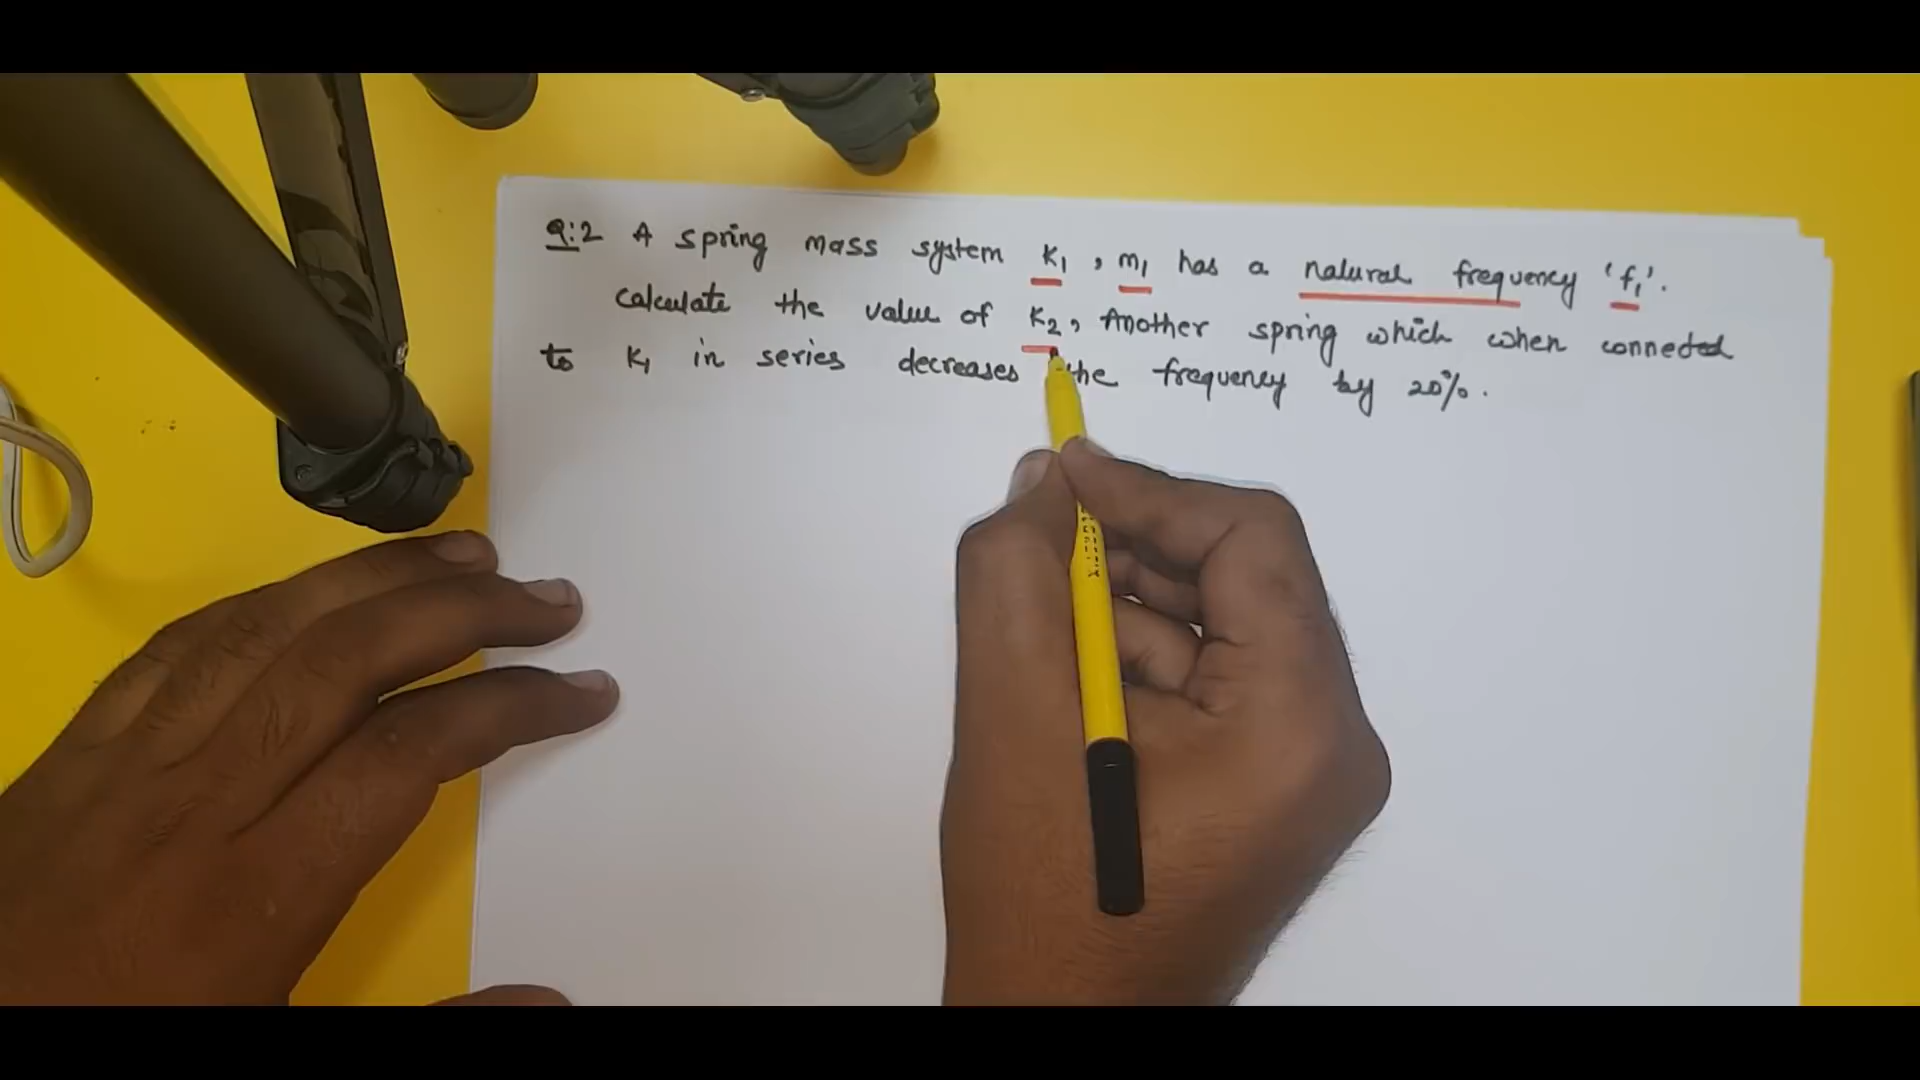 Q:2 A spring mass system K₁, m₁ has a natural frequency 'f₁'.
calculate the value of K₂, Another spring which when connected
to K₁ in series decreases the frequency by 20%.